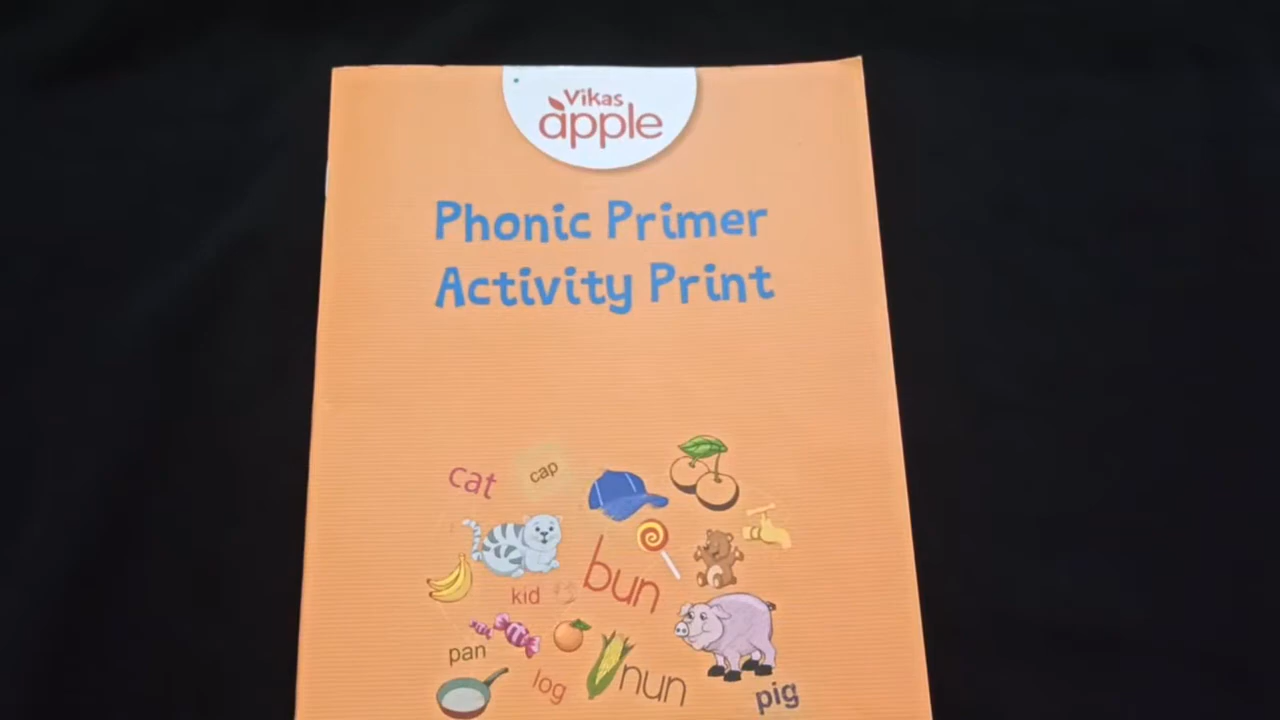 Vikas
apple
Phonic Primer
Activity Print
cat
cap
bun
kid
pan
log
nun
pig